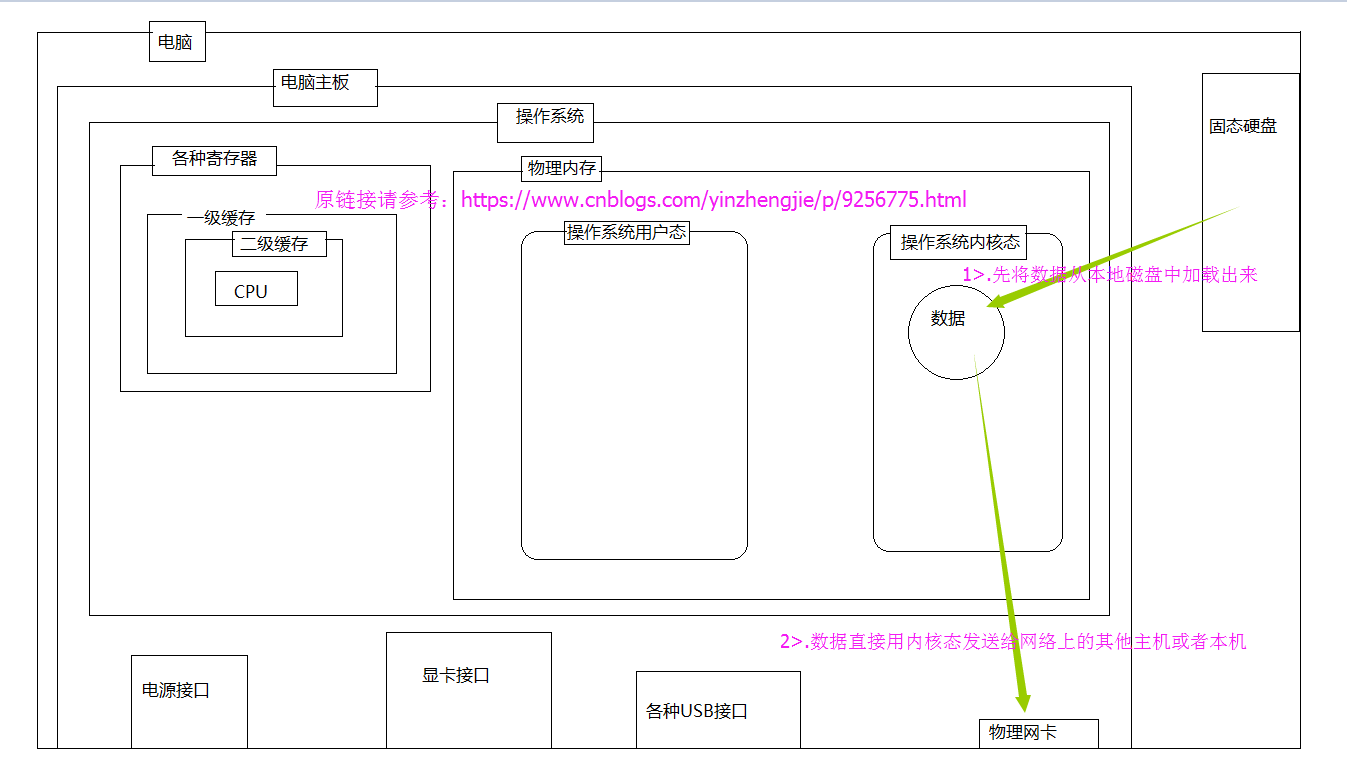 电脑
电脑主板
操作系统
固态硬盘
各种寄存器
物理内存
原链接请参考：https://www.cnblogs.com/yinzhengjie/p/9256775.html
一级缓存
操作系统用户态
二级缓存
操作系统内核态
1>.先将数据从本地磁盘中加载出来
CPU
数据
2>.数据直接用内核态发送给网络上的其他主机或者本机
显卡接口
电源接口
各种USB接口
物理网卡